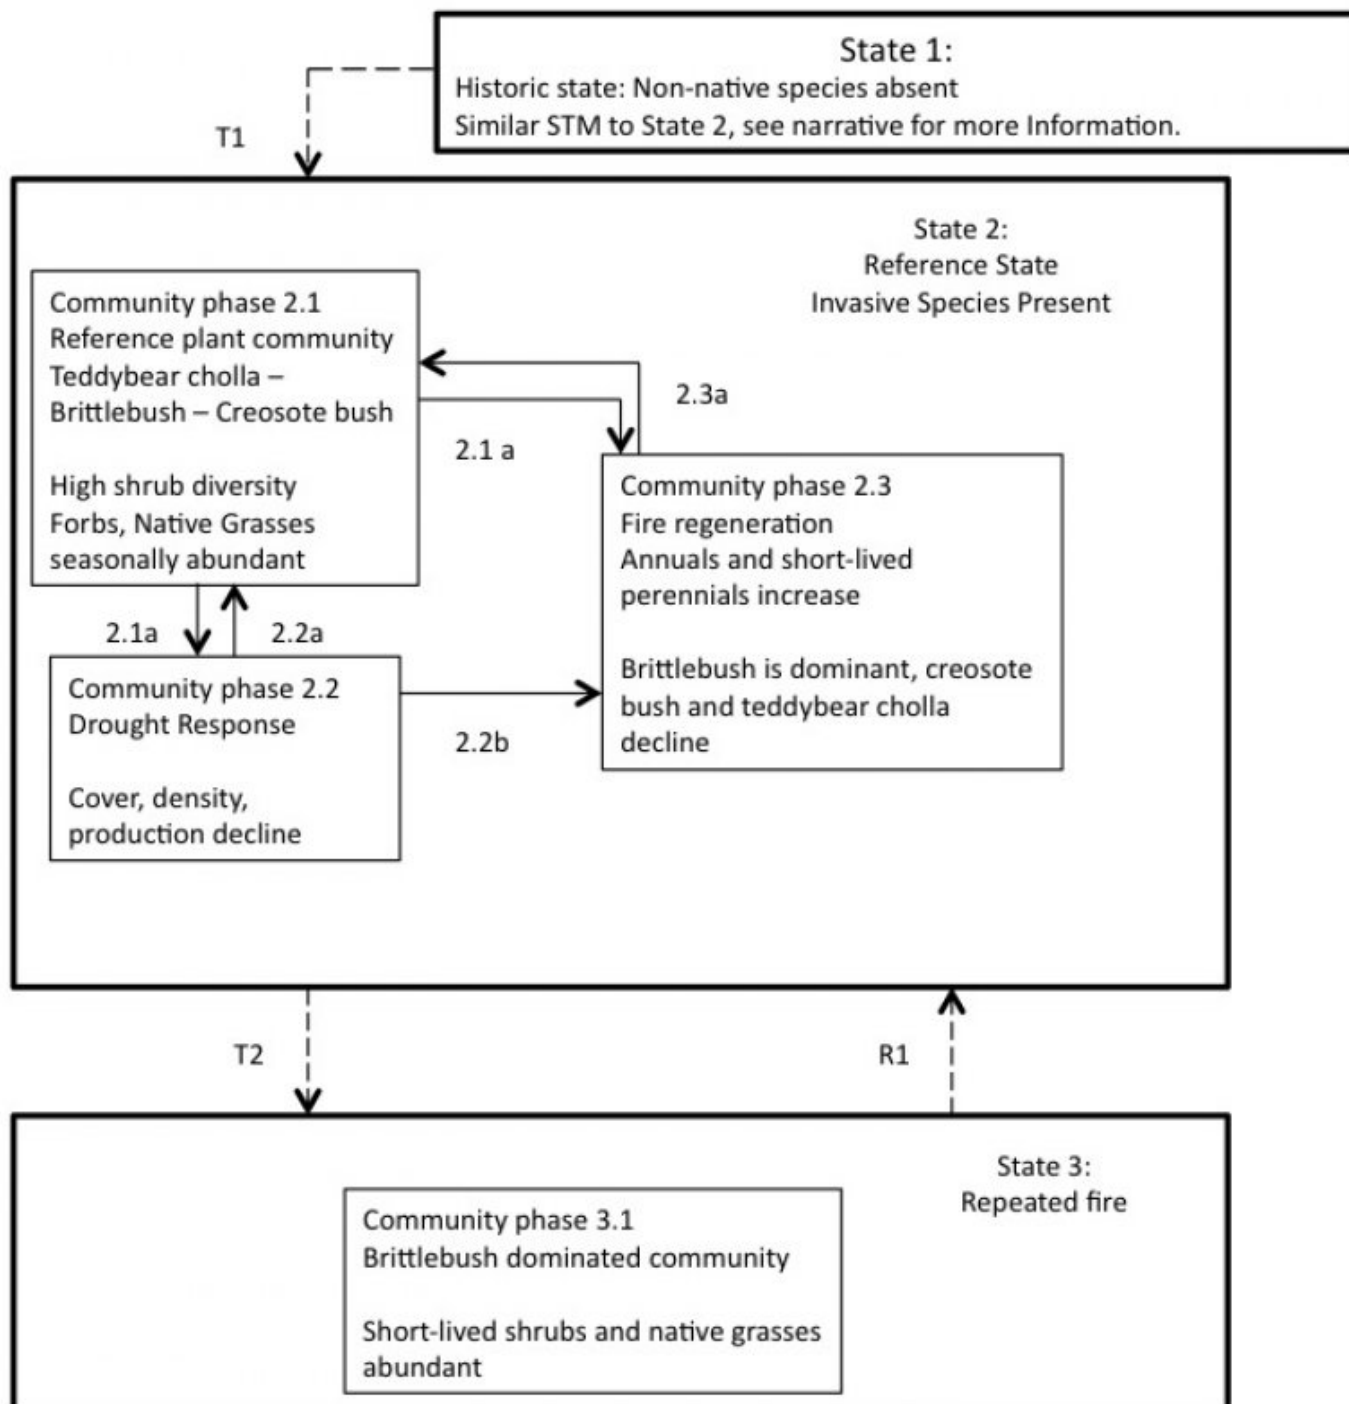 State 1:
Historic state: Non-native species absent
Similar STM to State 2, see narrative for more Information.
T1
State 2:
Reference State
Invasive Species Present
Community phase 2.1
Reference plant community
Teddybear cholla –
Brittlebush – Creosote bush
High shrub diversity
Forbs, Native Grasses
seasonally abundant
2.3a
2.1 a
Community phase 2.3
Fire regeneration
Annuals and short-lived
perennials increase
Brittlebush is dominant, creosote
bush and teddybear cholla
decline
2.1a
2.2a
Community phase 2.2
Drought Response
Cover, density,
production decline
2.2b
T2
R1
State 3:
Repeated fire
Community phase 3.1
Brittlebush dominated community
Short-lived shrubs and native grasses
abundant